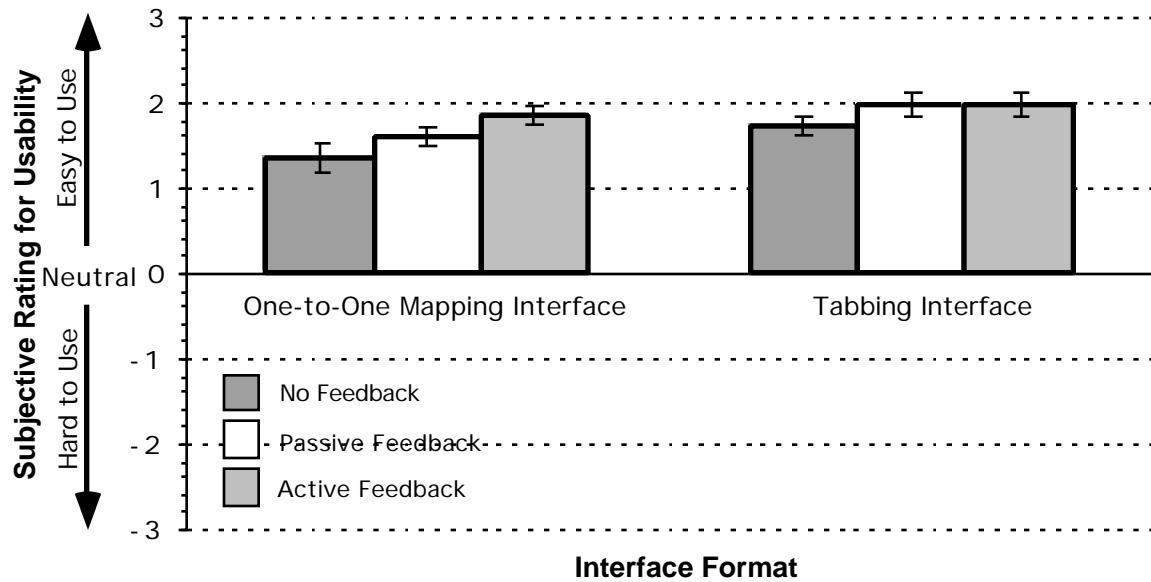 Subjective Rating for Usability
Easy to Use
Neutral
Hard to Use
3
2
1
0
-1
-2
-3
One-to-One Mapping Interface
Tabbing Interface
No Feedback
Passive Feedback
Active Feedback
Interface Format